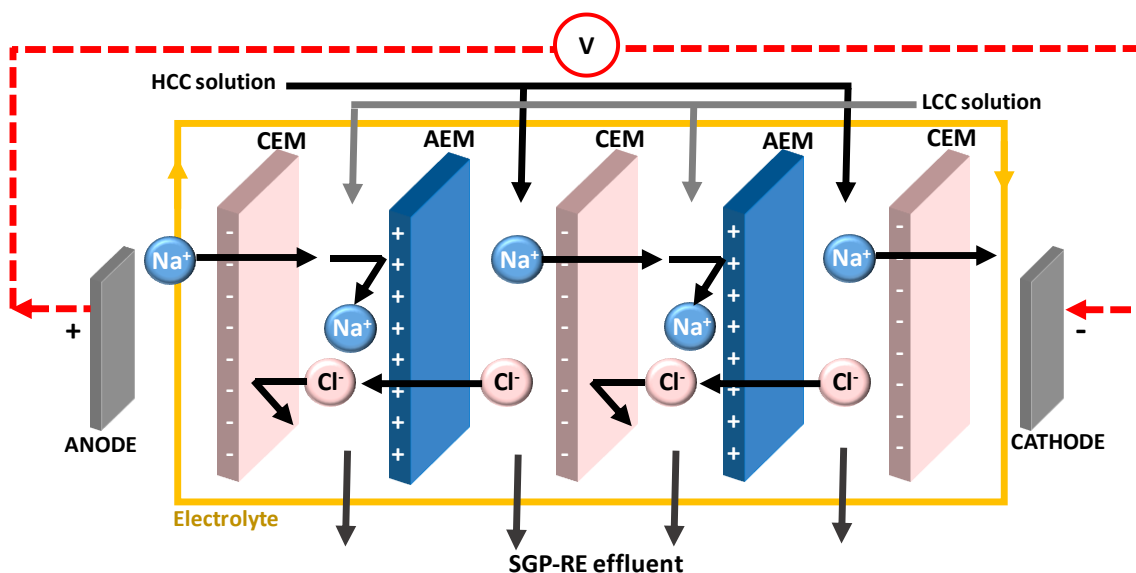 V
HCC solution
LCC solution
CEM
AEM
CEM
AEM
CEM
Na⁺
Na⁺
Na⁺
Na⁺
Na⁺
Cl⁻
Cl⁻
Cl⁻
Cl⁻
+
-
- - - - - - - -
+ + + + + + + +
- - - - - - - -
+ + + + + + + +
- - - - - - - -
ANODE
CATHODE
Electrolyte
SGP-RE effluent